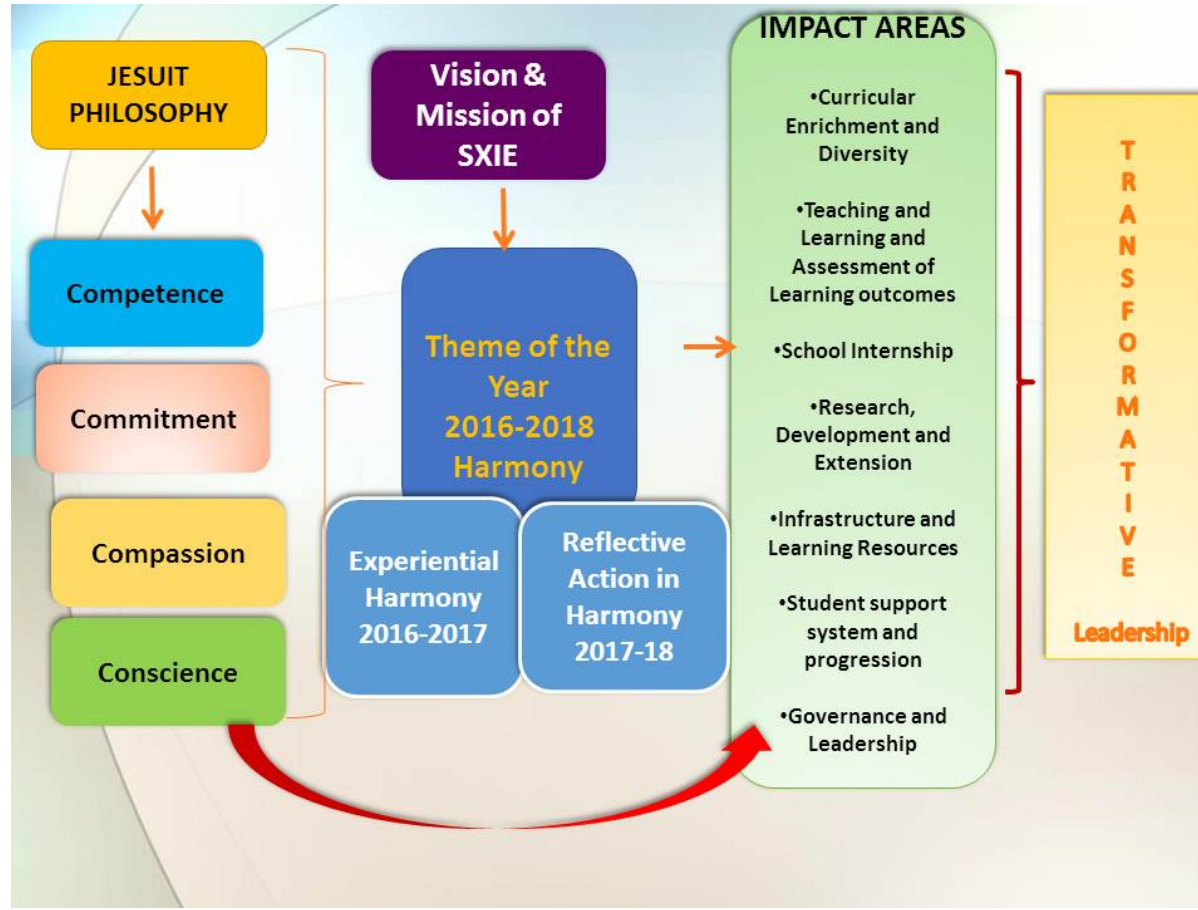 JESUIT
PHILOSOPHY
Competence
Commitment
Compassion
Conscience
Vision &
Mission of
SXIE
Theme of the
Year
2016-2018
Harmony
Experiential
Harmony
2016-2017
Reflective
Action in
Harmony
2017-18
IMPACT AREAS
•Curricular
Enrichment and
Diversity
•Teaching and
Learning and
Assessment of
Learning outcomes
•School Internship
•Research,
Development and
Extension
•Infrastructure and
Learning Resources
•Student support
system and
progression
•Governance and
Leadership
T
R
A
N
S
F
O
R
M
A
T
I
V
E
Leadership